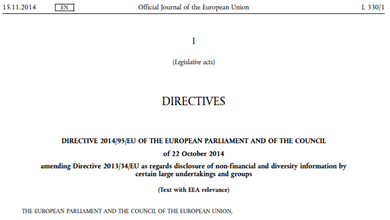 15.11.2014 EN Official Journal of the European Union L 330/1
I
(Legislative acts)
DIRECTIVES
DIRECTIVE 2014/95/EU OF THE EUROPEAN PARLIAMENT AND OF THE COUNCIL
of 22 October 2014
amending Directive 2013/34/EU as regards disclosure of non-financial and diversity information by
certain large undertakings and groups
(Text with EEA relevance)
THE EUROPEAN PARLIAMENT AND THE COUNCIL OF THE EUROPEAN UNION,